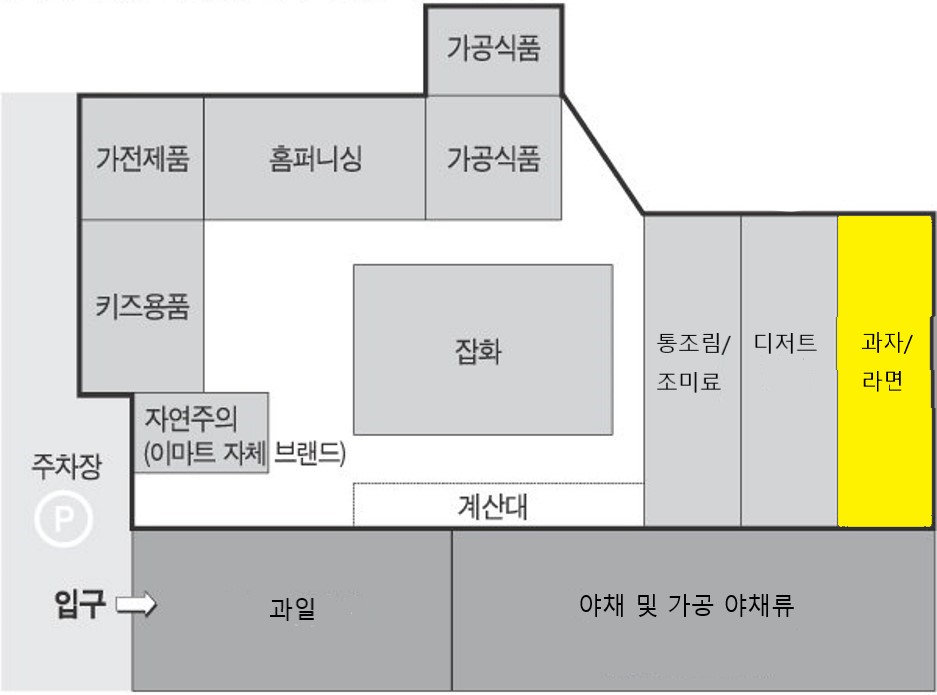 가공식품
가전제품
홈퍼니싱
가공식품
키즈용품
잡화
통조림/
조미료
디저트
과자/
라면
자연주의
(이마트 자체 브랜드)
주차장
P
계산대
입구
과일
야채 및 가공 야채류